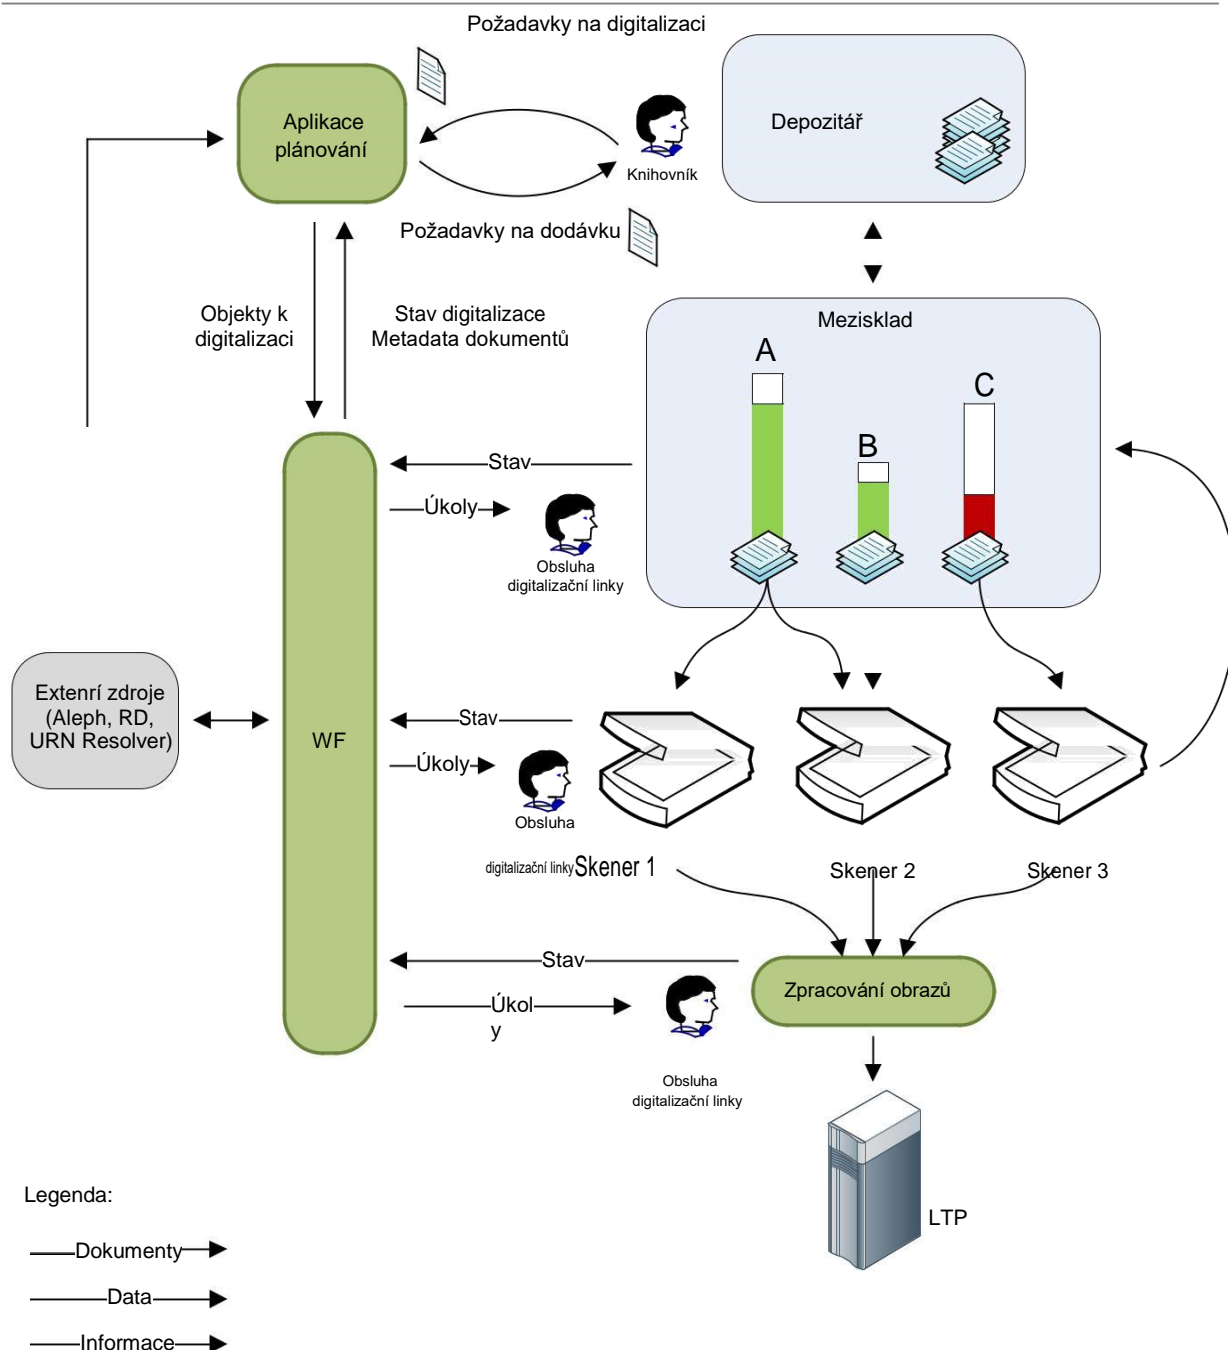 Požadavky na digitalizaci
Aplikace
plánování
Knihovník
Depozitář
Požadavky na dodávku
Objekty k
digitalizaci
Stav digitalizace
Metadata dokumentů
Mezisklad
A
B
C
Stav
Úkoly
Obsluha
digitalizační linky
Extenrí zdroje
(Aleph, RD,
URN Resolver)
WF
Stav
Úkoly
Obsluha
digitalizační linky
Skener 1
Skener 2
Skener 3
Stav
Úkol
y
Zpracování obrazů
Obsluha
digitalizační linky
LTP
Legenda:
Dokumenty
Data
Informace